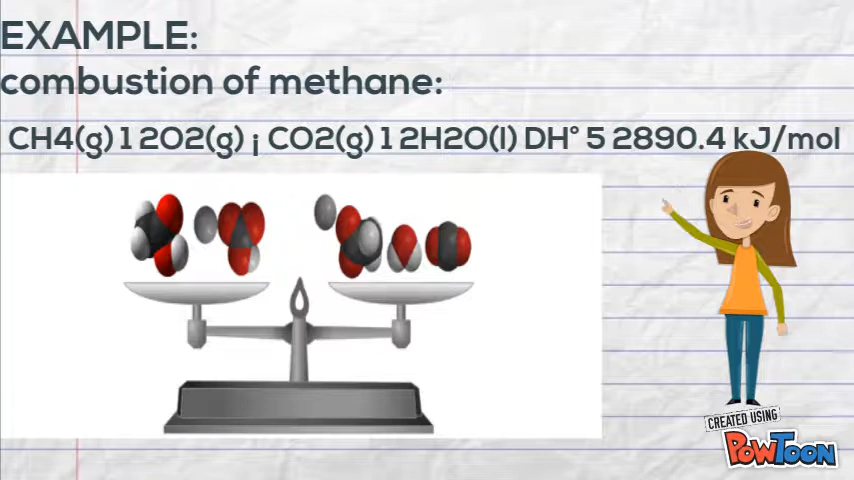 EXAMPLE:
combustion of methane:
CH4(g) 1 2O2(g) ¡ CO2(g) 1 2H2O(l) DH° 5 2890.4 kJ/mol
CREATED USING
POWTOON